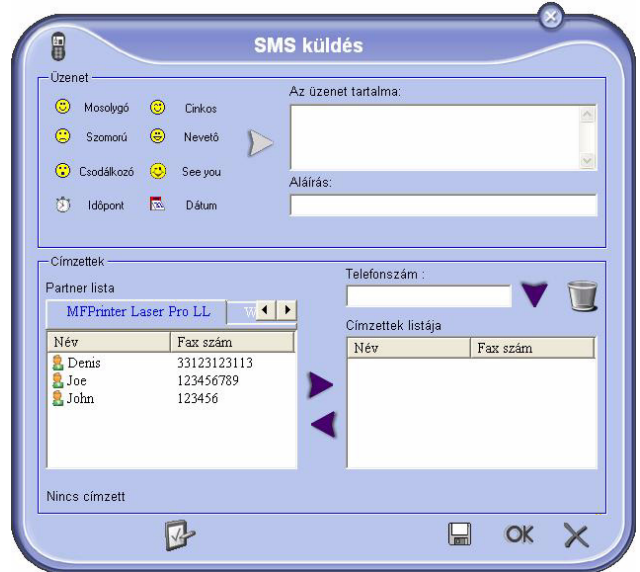 SMS küldés
Üzenet
Mosolygó Cinkos
Szomorú Nevetô
Csodálkozó See you
Idôpont Dátum
Az üzenet tartalma:
Aláírás:
Címzettek
Partner lista
MFPrinter Laser Pro LL
Név Fax szám
Denis 33123123113
Joe 123456789
John 123456
Nincs címzett
Telefonszám :
Címzettek listája
Név Fax szám
OK